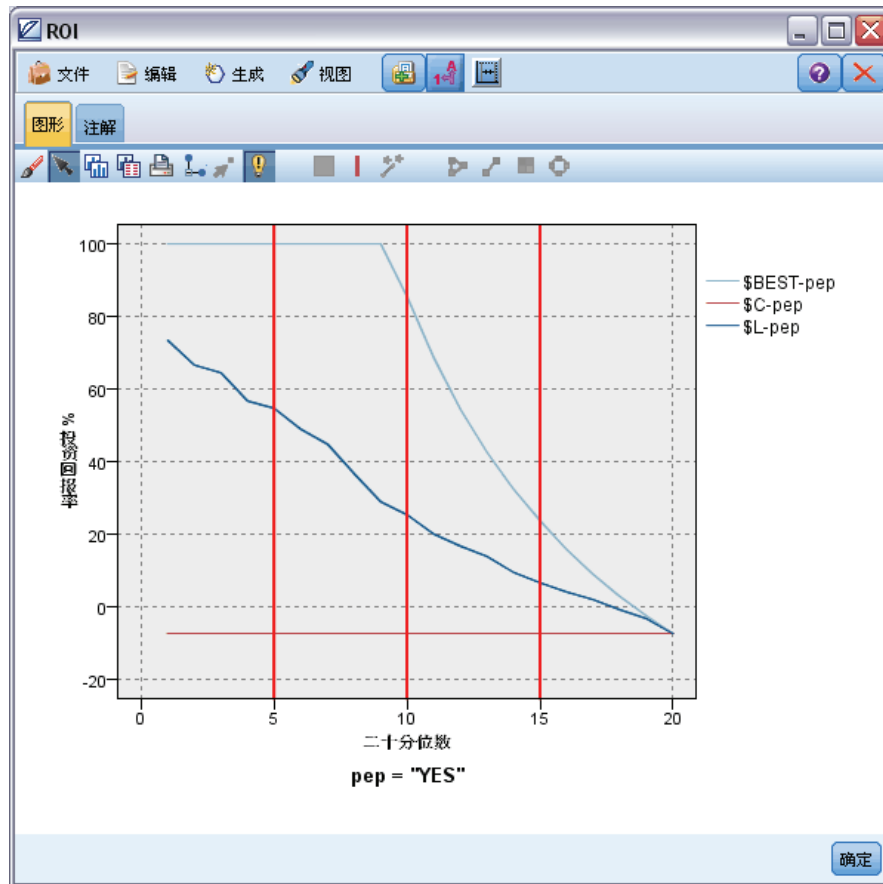 ROI
文件 编辑 生成 视图
图形 注解
100
80
60
40
20
0
-20
% 投资回报率
0 5 10 15 20
二十分位数
pep = "YES"
$BEST-pep
$C-pep
$L-pep
确定